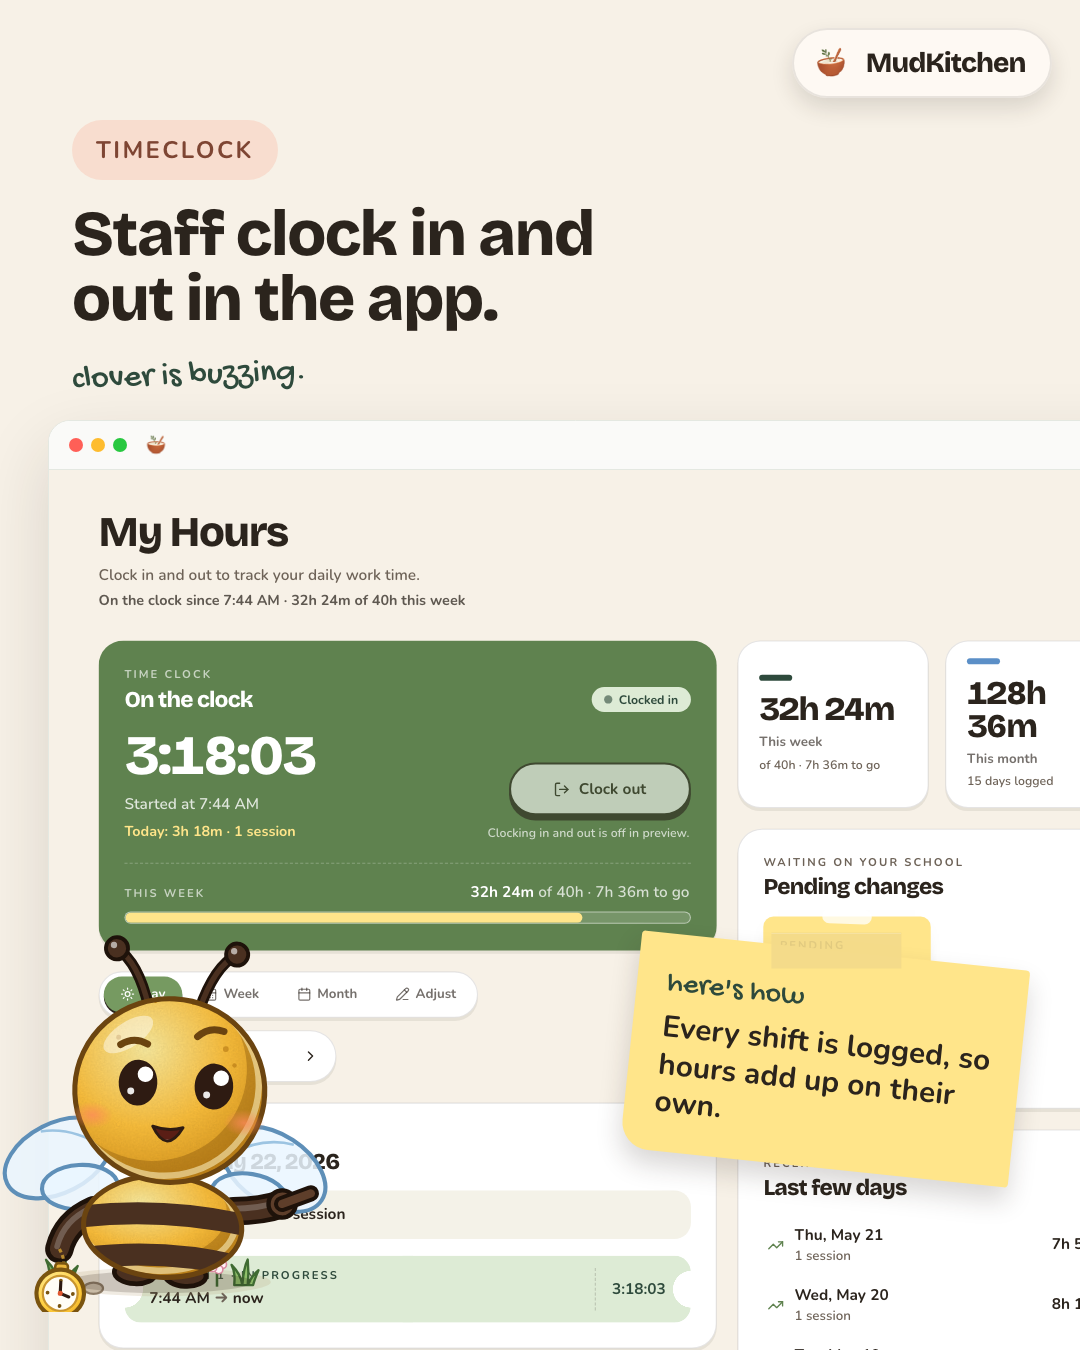 MudKitchen
TIMECLOCK
Staff clock in and
out in the app.
clover is buzzing.
My Hours
Clock in and out to track your daily work time.
On the clock since 7:44 AM · 32h 24m of 40h this week
TIME CLOCK
On the clock
Clocked in
3:18:03
Started at 7:44 AM
Today: 3h 18m · 1 session
Clock out
Clocking in and out is off in preview.
THIS WEEK
32h 24m of 40h · 7h 36m to go
32h 24m
This week
of 40h · 7h 36m to go
128h
36m
This month
15 days logged
WAITING ON YOUR SCHOOL
Pending changes
PENDING
here's how
Every shift is logged, so
hours add up on their
own.
Week
Month
Adjust
22, 2026
session
PROGRESS
7:44 AM → now
3:18:03
Last few days
Thu, May 21
1 session
7h 5
Wed, May 20
1 session
8h 1